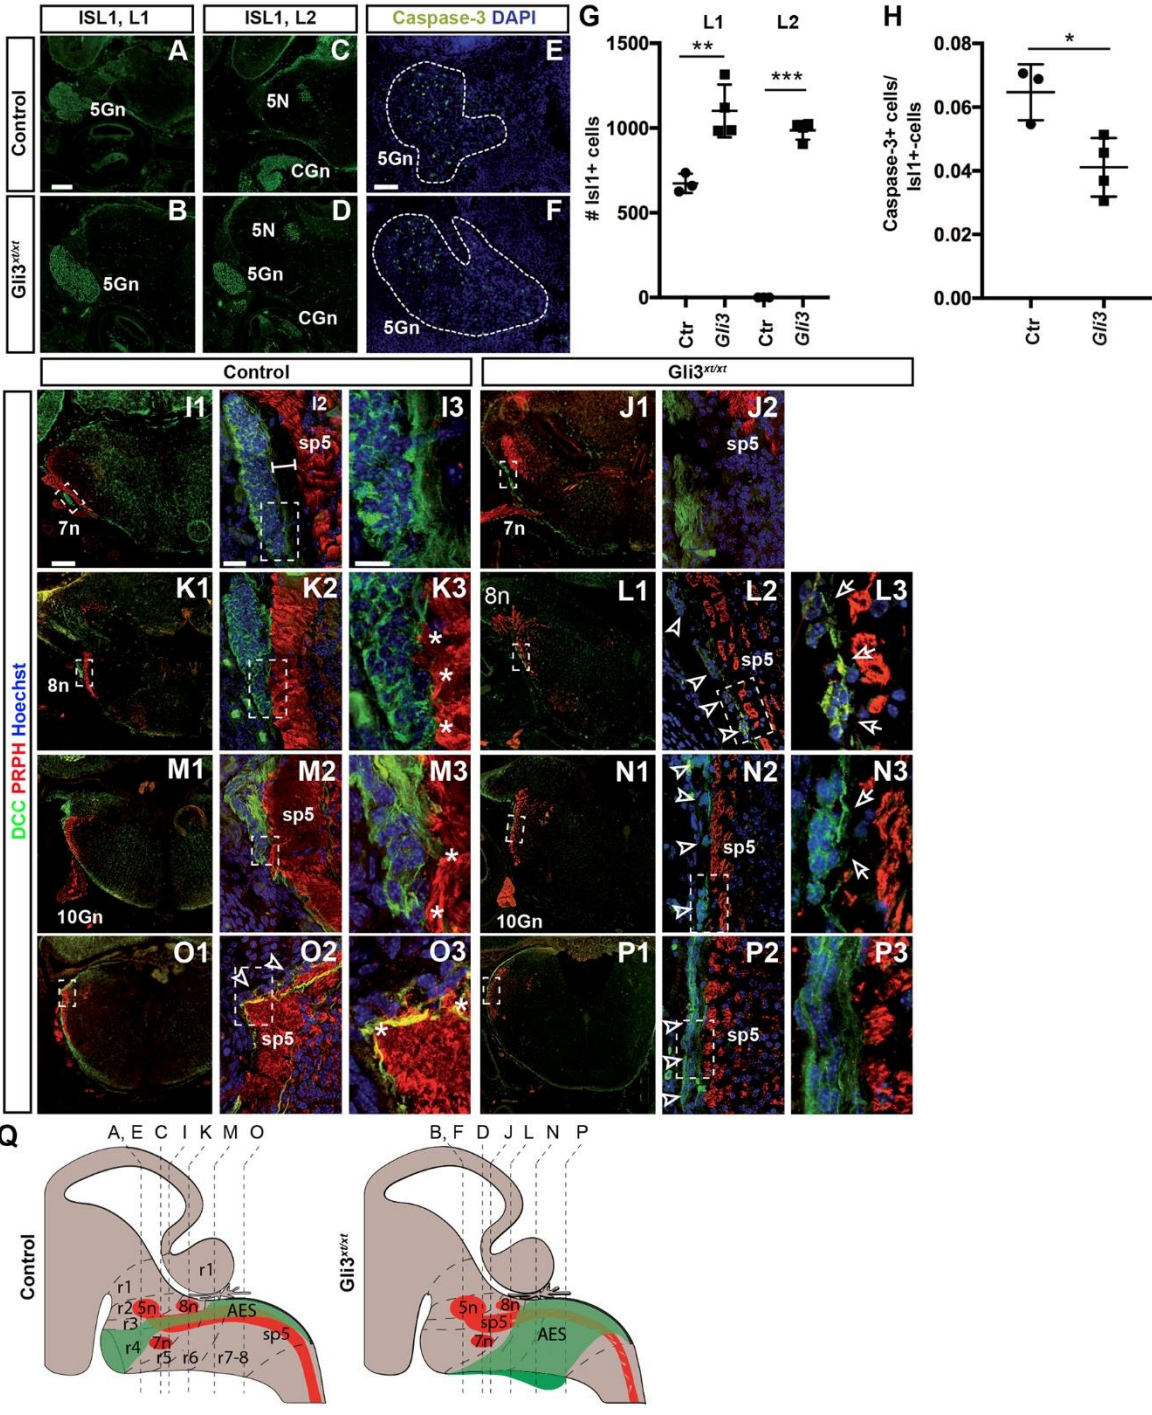 ISL1, L1
ISL1, L2
Caspase-3 DAPI
Control
Gli3xt/xt
A
5Gn
C
5N
CGn
E
5Gn
B
5Gn
D
5N
5Gn
CGn
F
5Gn
G
L1
L2
# Isl1+ cells
1500
1000
500
0
**
***
Ctr
Gli3
Ctr
Gli3
H
Caspase-3+ cells/
Isl1+-cells
0.08
0.06
0.04
0.02
0.00
*
Ctr
Gli3
Control
Gli3xt/xt
DCC PRPH Hoechst
I1
7n
I2
sp5
I3
J1
7n
J2
sp5
K1
8n
K2
K3
*
*
*
L1
8n
L2
sp5
L3
M1
10Gn
M2
sp5
M3
*
*
N1
10Gn
N2
sp5
N3
O1
O2
sp5
O3
*
*
P1
P2
sp5
P3
Q
Control
A, E C I K M O
r1
r1
r2
5n
8n
AES
r3
sp5
r4
7n
r5
r6
r7-8
Gli3xt/xt
B, F D J L N P
5n
8n
sp5
AES
7n